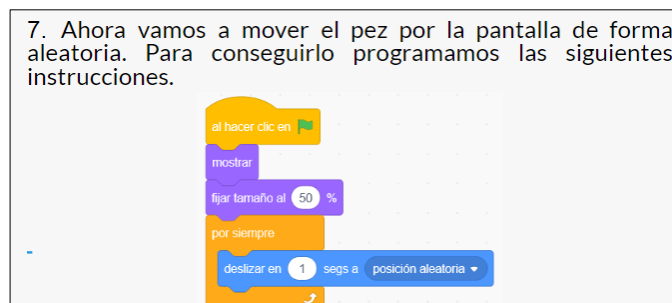 7. Ahora vamos a mover el pez por la pantalla de forma
aleatoria. Para conseguirlo programamos las siguientes
instrucciones.
al hacer clic en
mostrar
fijar tamaño al 50 %
por siempre
deslizar en 1 segs a posición aleatoria